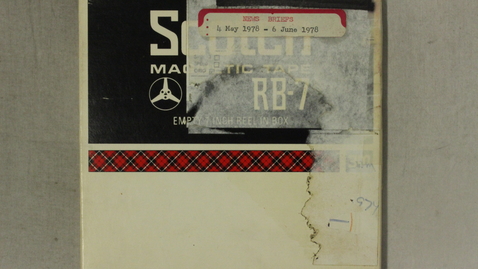 NEWS BRIEFS
4 May 1978 - 6 June 1978
Scotch
MAGNETIC TAPE
RB-7
EMPTY 7 INCH REEL IN BOX